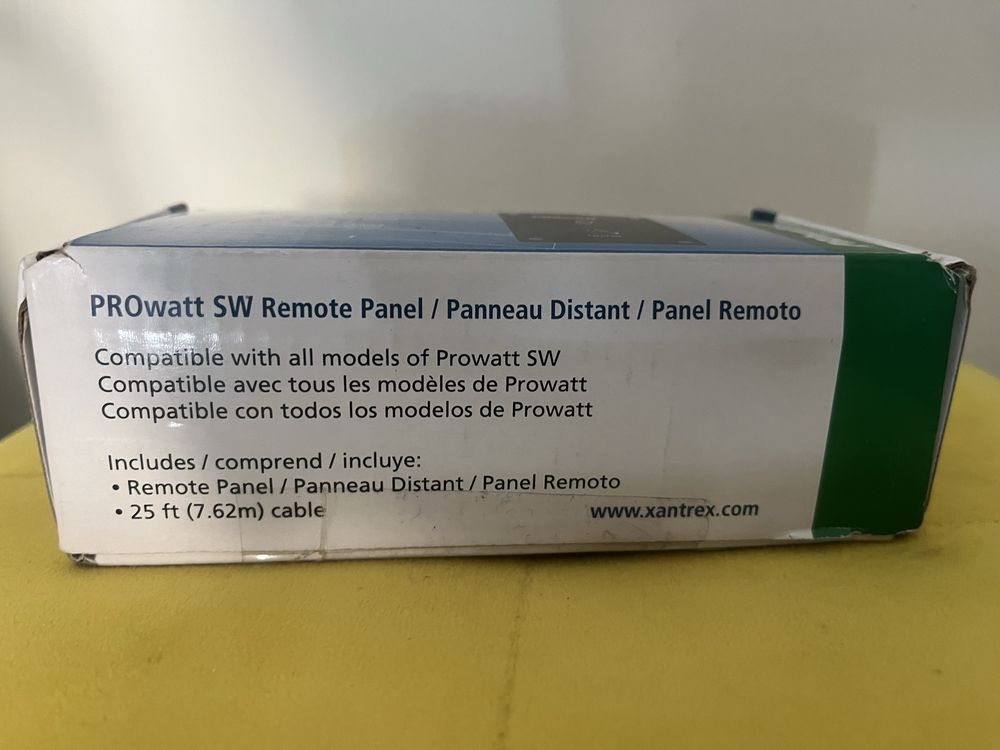 PROwatt SW Remote Panel / Panneau Distant / Panel Remoto
Compatible with all models of Prowatt SW
Compatible avec tous les modèles de Prowatt
Compatible con todos los modelos de Prowatt
Includes / comprend / incluye:
• Remote Panel / Panneau Distant / Panel Remoto
• 25 ft (7.62m) cable
www.xantrex.com